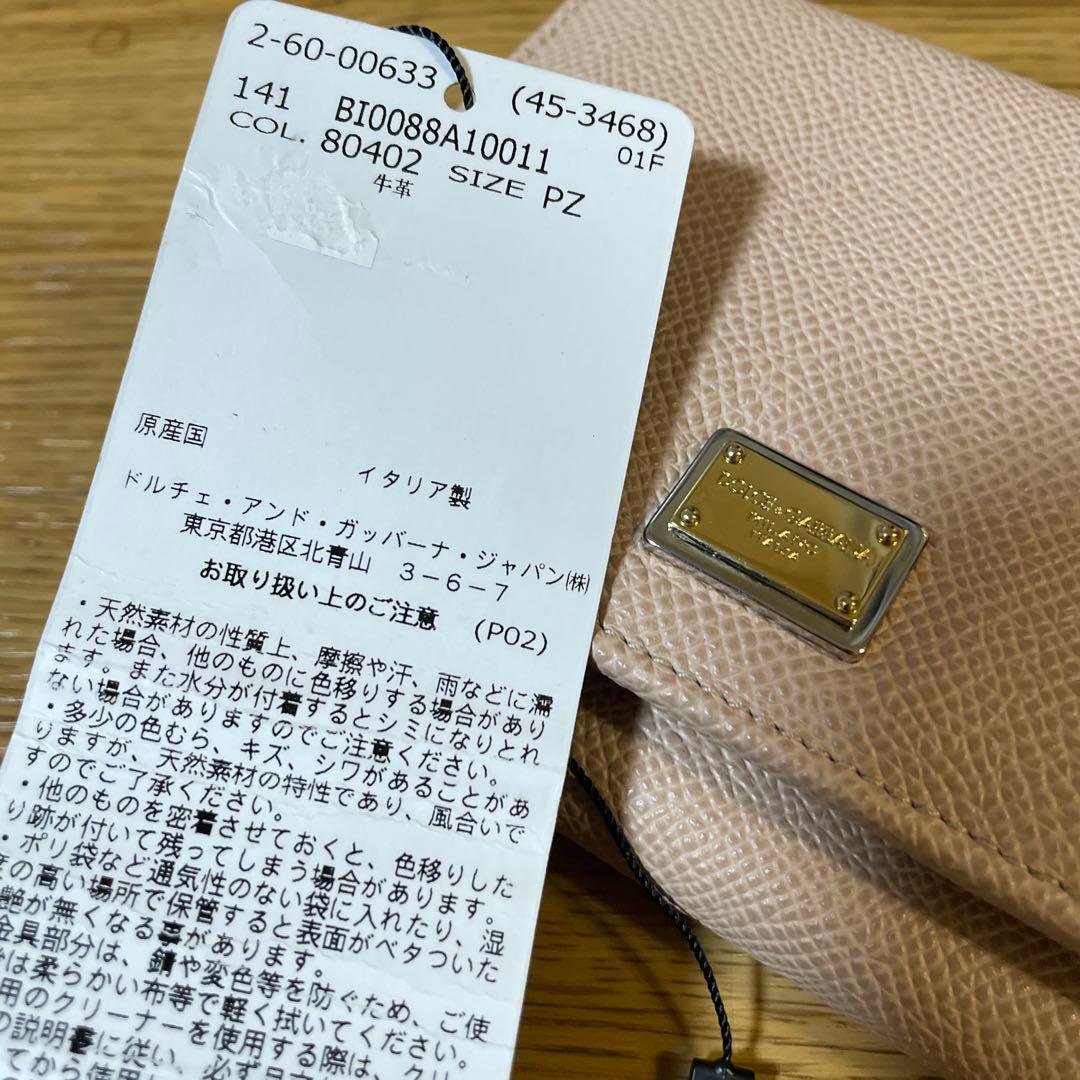 2-60-00633 (45-3468)
141 BI0088A10011 01F
COL. 80402 SIZE PZ
牛革
原産国
イタリア製
ドルチェ・アンド・ガッバーナ・ジャパン㈱
東京都港区北青山 3-6-7
お取り扱い上のご注意 (P02)
・天然素材の性質上、摩擦や汗、雨などに濡
れた場合、他のものに色移りする場合があり
ます。また水分が付着するとシミになりとれ
ない場合がありますのでご注意ください。
・多少の色むら、キズ、シワがあることがあ
りますが、天然素材の特性であり、風合いで
すのでご了承ください。
・他のものを密着させておくと、色移りした
り跡が付いて残ってしまう場合があります。
・ポリ袋など通気性のない袋に入れたり、湿
度の高い場所で保管すると表面がベタついた
艶が無くなる事があります。
金具部分は、錆や変色等を防ぐため、ご使
は柔らかい布等で軽く拭いてください。
用のクリーナーを使用する際は、クリ
の説明書に従い、必ず目立
てから使用
DOLCE & GABBANA
MILANO
ITALIA